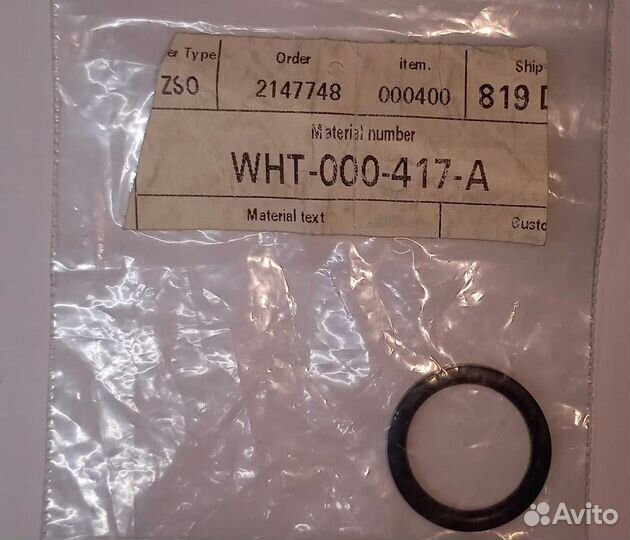 er Type Order item. Ship
ZSO 2147748 000400 819 D
Material number
WHT-000-417-A
Material text Custo
Avito